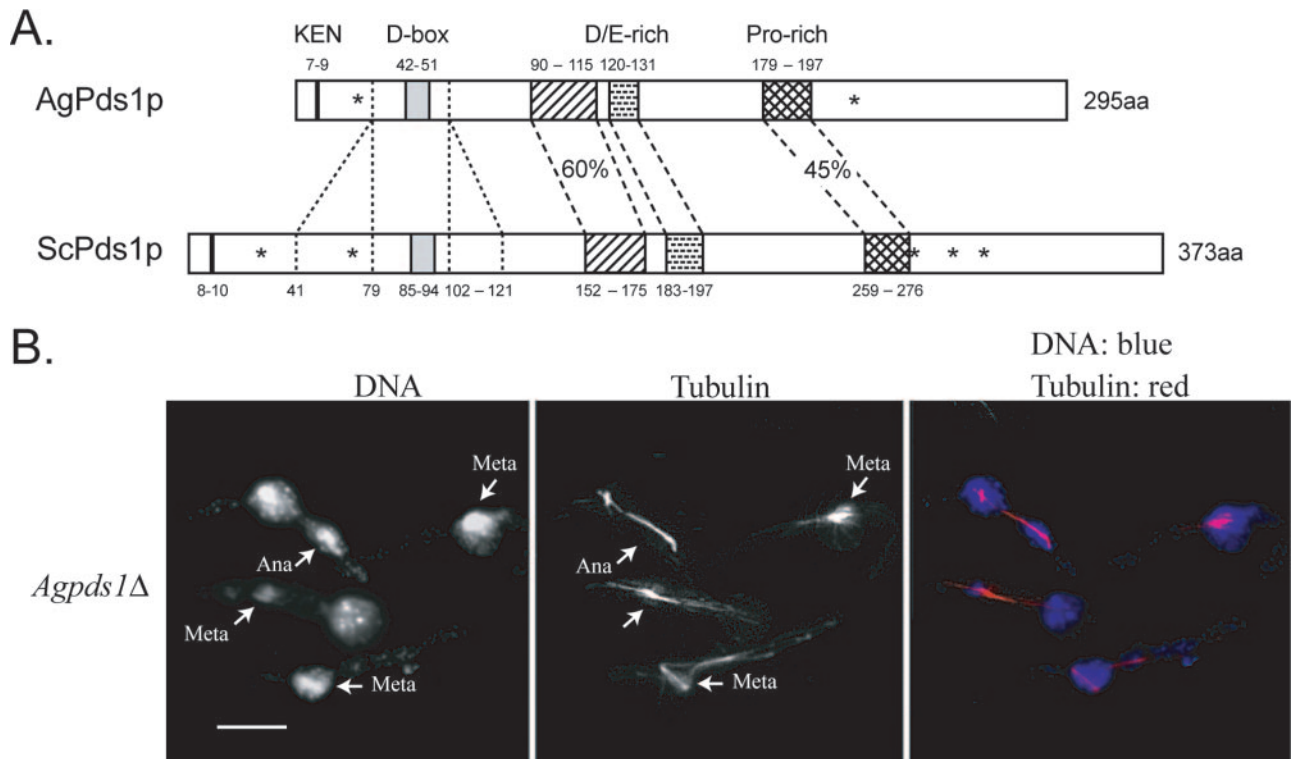 A.
KEN D-box D/E-rich Pro-rich
7-9 42-51 90 – 115 120-131 179 – 197
AgPds1p * * 295aa
60% 45%
ScPds1p * * * * * 373aa
8-10 41 79 85-94 102 – 121 152 – 175 183-197 259 – 276
B.
DNA: blue
DNA Tubulin Tubulin: red
Meta Meta
Ana Ana
Agpds1Δ
Meta
Meta Meta